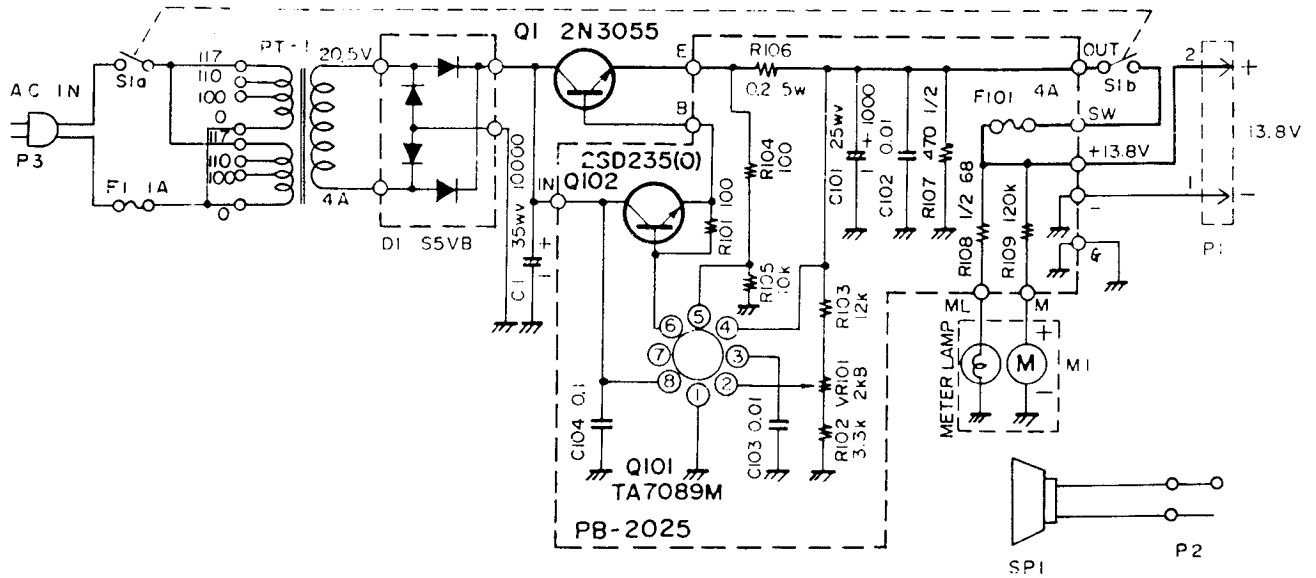 Q1 2N3055
AC IN
P3
S1a
F1 1A
117
110
100
0
117
110
100
0
PT-1
20.5V
4A
D1 S5VB
C1 35WV 10000
+
-
E
B
IN
2SD235(O)
Q102
R101 100
R106
0.2 5W
R104
100
R105
10k
C101 25WV 1000
+
C102 0.01
R107 470 1/2
R103
12k
VR101
2kB
R102
3.3k
C103 0.01
C104 0.1
1
2
3
4
5
6
7
8
Q101
TA7089M
PB-2025
OUT
S1b
4A
F101
SW
+13.8V
-
G
R108 1/2 68
R109 120k
ML
M
METER LAMP
M
+
-
M1
2
+
13.8V
1
-
P1
SP1
P2